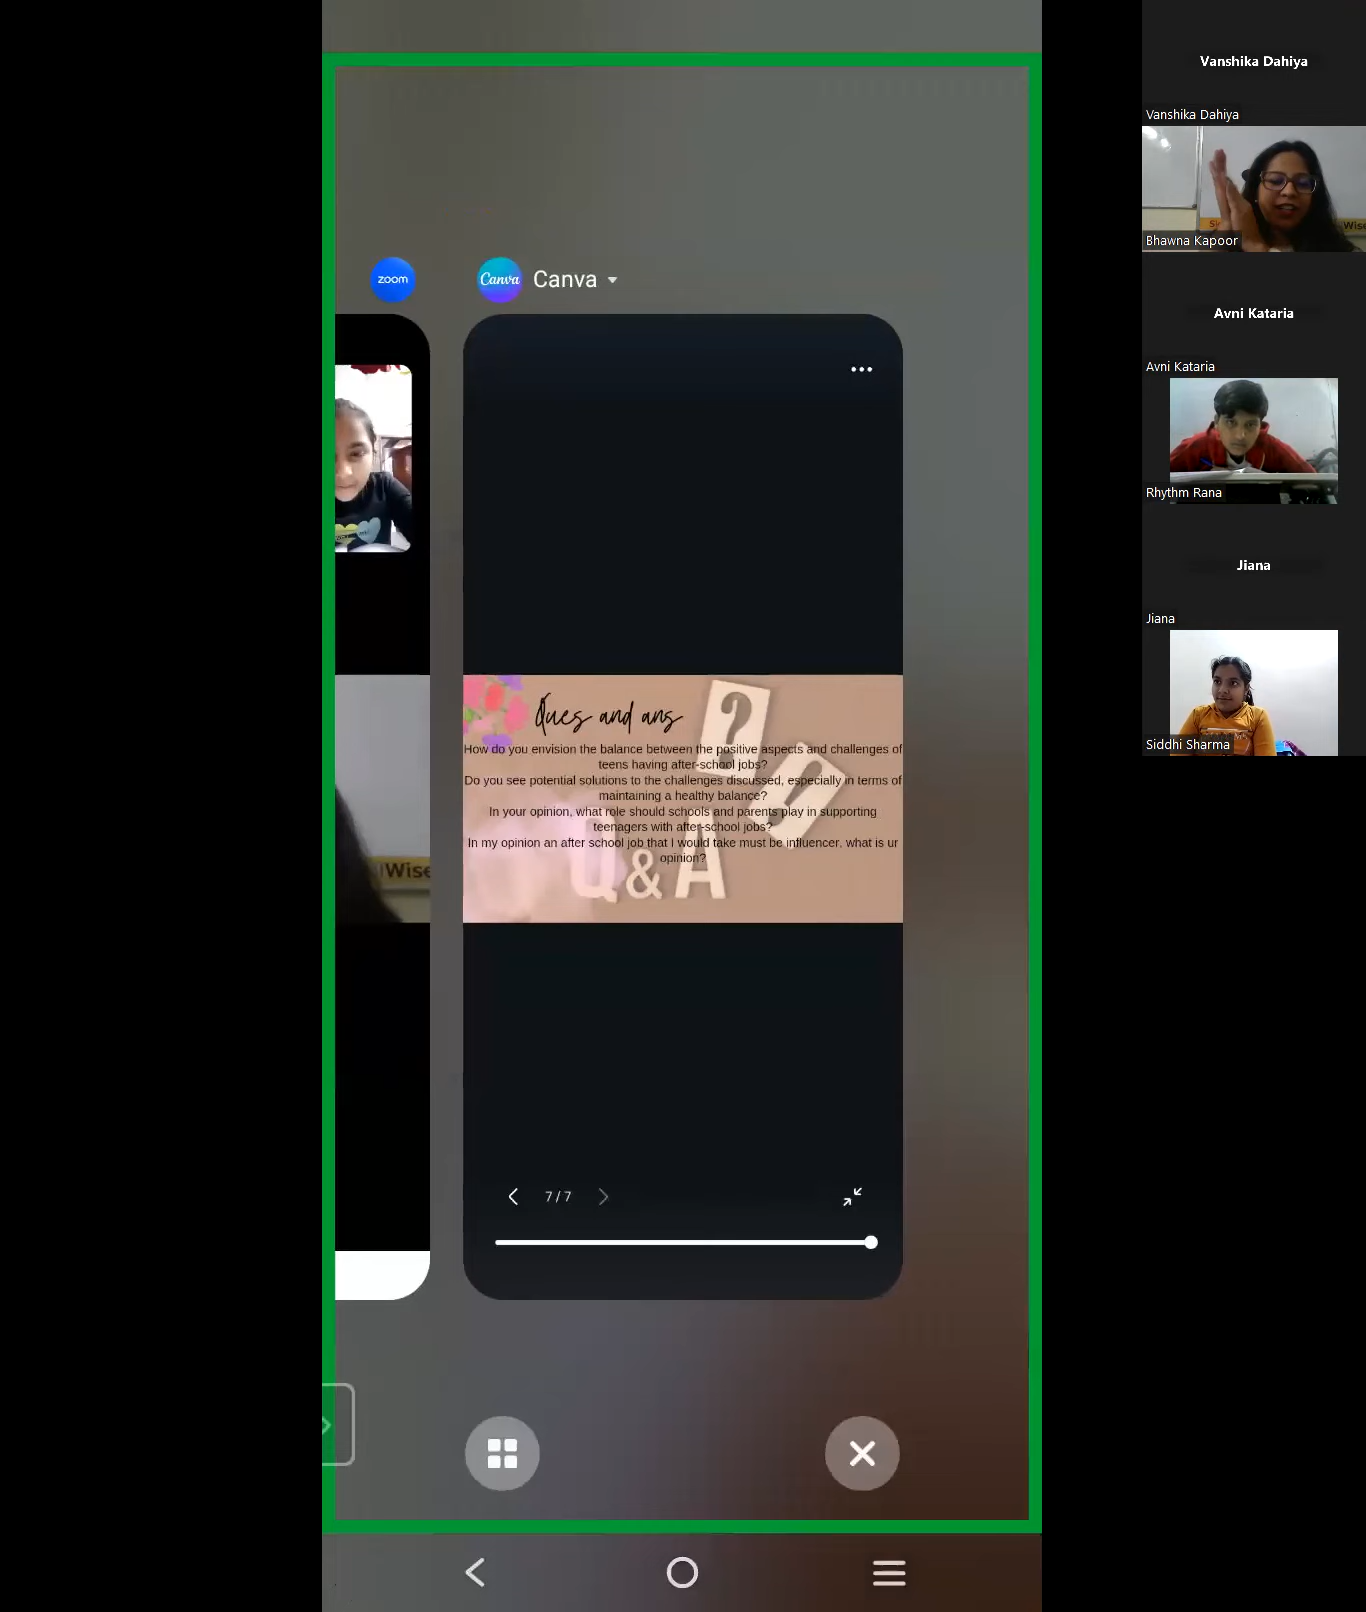 Vanshika Dahiya
Vanshika Dahiya
Bhawna Kapoor
Avni Kataria
Avni Kataria
Rhythm Rana
Jiana
Jiana
Siddhi Sharma
zoom
Canva
Canva
Ques and ans
How do you envision the balance between the positive aspects and challenges of
teens having after-school jobs?
Do you see potential solutions to the challenges discussed, especially in terms of
maintaining a healthy balance?
In your opinion, what role should schools and parents play in supporting
teenagers with after-school jobs?
In my opinion an after school job that I would take must be influencer, what is ur
opinion?
Q & A
Wise
7 / 7